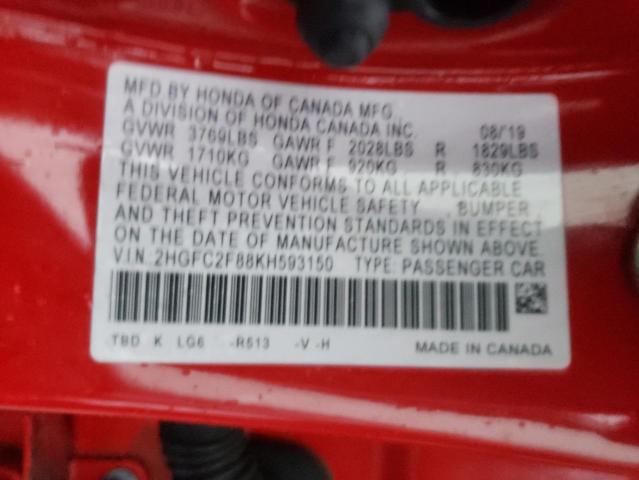 MFD BY HONDA OF CANADA MFG.
A DIVISION OF HONDA CANADA INC. 08/19
GVWR 3769LBS GAWR F 2028LBS R 1829LBS
GVWR 1710KG GAWR F 920KG R 830KG
THIS VEHICLE CONFORMS TO ALL APPLICABLE
FEDERAL MOTOR VEHICLE SAFETY , BUMPER ,
AND THEFT PREVENTION STANDARDS IN EFFECT
ON THE DATE OF MANUFACTURE SHOWN ABOVE.
V.I.N.:2HGFC2F88KH593150 TYPE: PASSENGER CAR
TBD K LG6 -R513 -V -H MADE IN CANADA